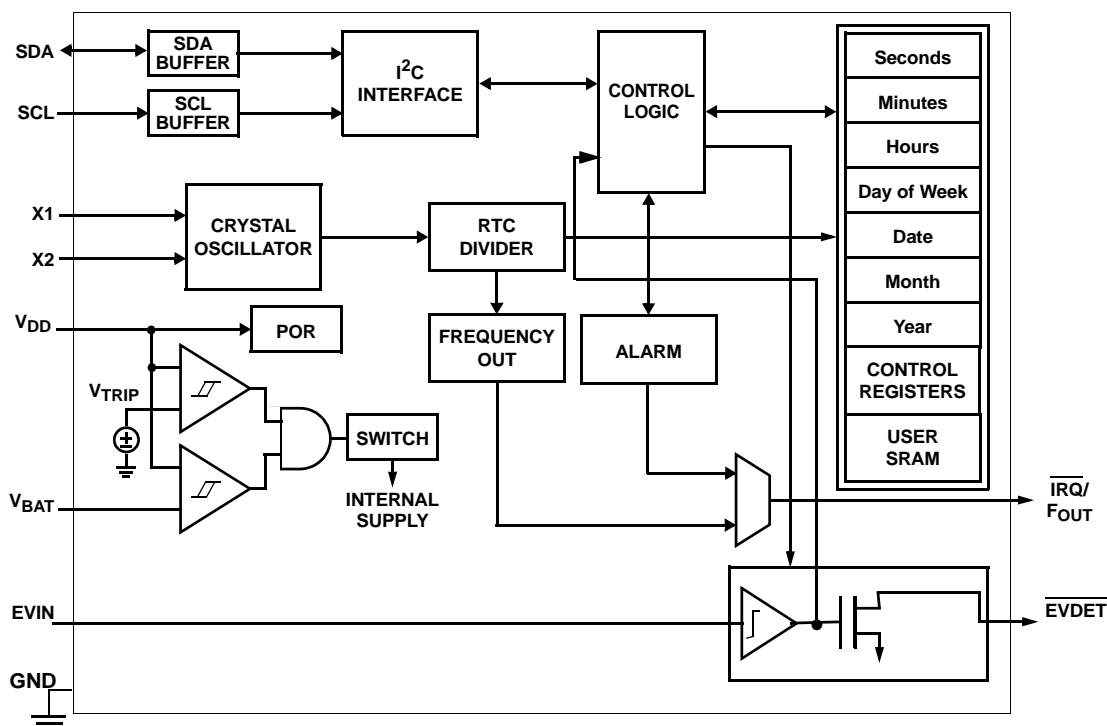 SDA
SDA
BUFFER
I²C
INTERFACE
CONTROL
LOGIC
SCL
SCL
BUFFER
Seconds
Minutes
Hours
Day of Week
Date
Month
Year
CONTROL
REGISTERS
USER
SRAM
X1
X2
CRYSTAL
OSCILLATOR
RTC
DIVIDER
VDD
POR
FREQUENCY
OUT
ALARM
VTRIP
SWITCH
INTERNAL
SUPPLY
VBAT
IRQ/
FOUT
EVIN
EVDET
GND